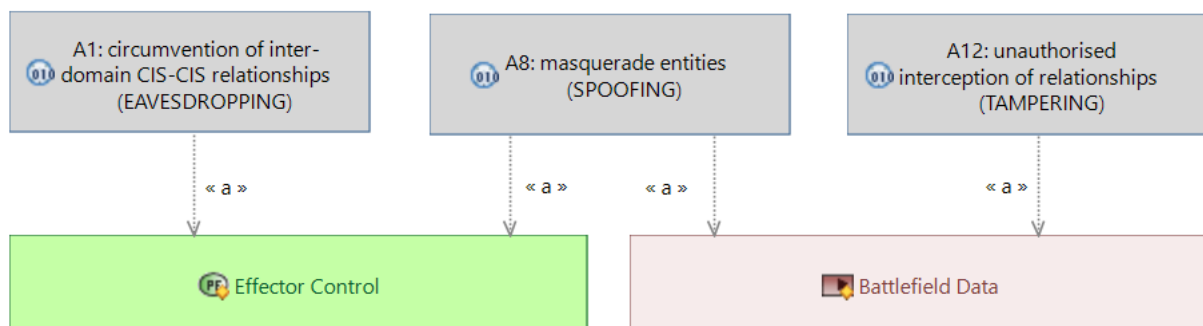 A1: circumvention of inter-
domain CIS-CIS relationships
(EAVESDROPPING)
A8: masquerade entities
(SPOOFING)
A12: unauthorised
interception of relationships
(TAMPERING)
« a »
« a »
« a »
« a »
Effector Control
Battlefield Data